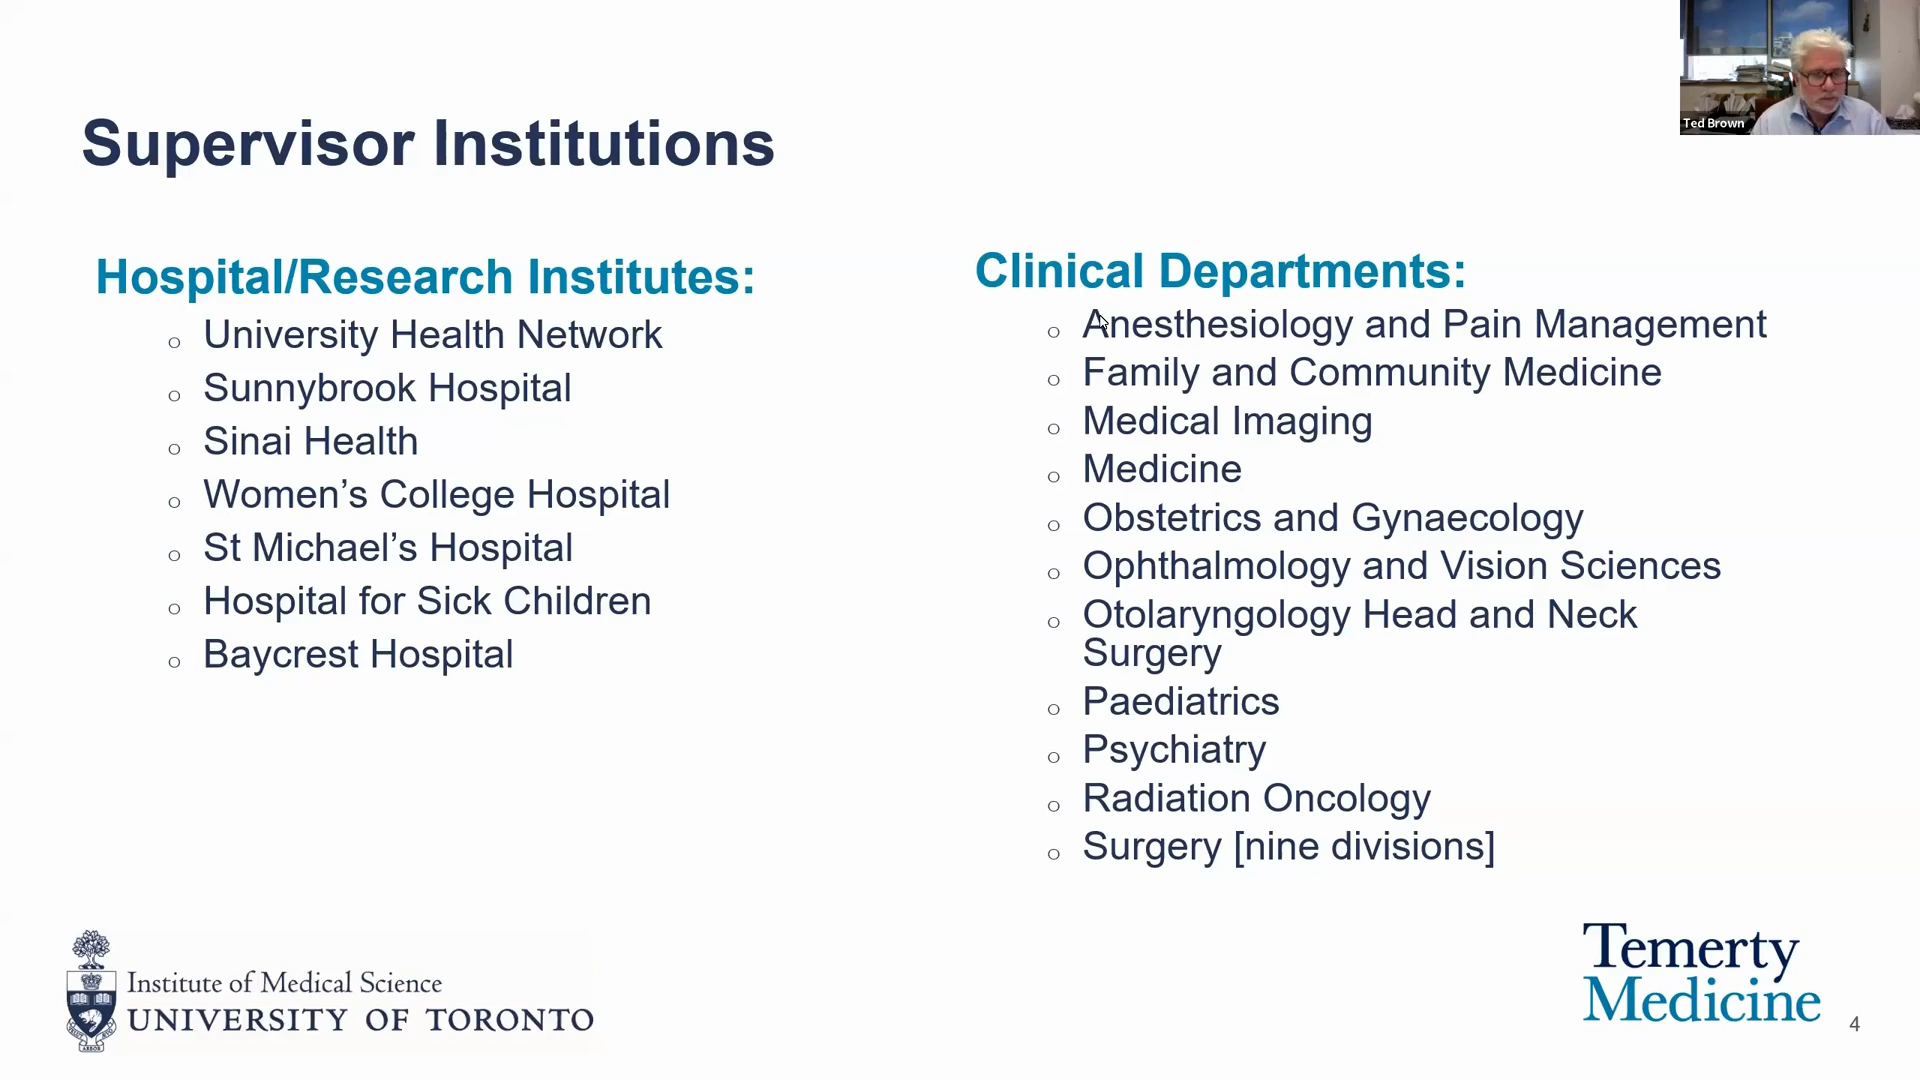 Ted Brown
Supervisor Institutions
Hospital/Research Institutes:
University Health Network
Sunnybrook Hospital
Sinai Health
Women’s College Hospital
St Michael’s Hospital
Hospital for Sick Children
Baycrest Hospital
Clinical Departments:
Anesthesiology and Pain Management
Family and Community Medicine
Medical Imaging
Medicine
Obstetrics and Gynaecology
Ophthalmology and Vision Sciences
Otolaryngology Head and Neck
Surgery
Paediatrics
Psychiatry
Radiation Oncology
Surgery [nine divisions]
Institute of Medical Science
UNIVERSITY OF TORONTO
Temerty
Medicine
4